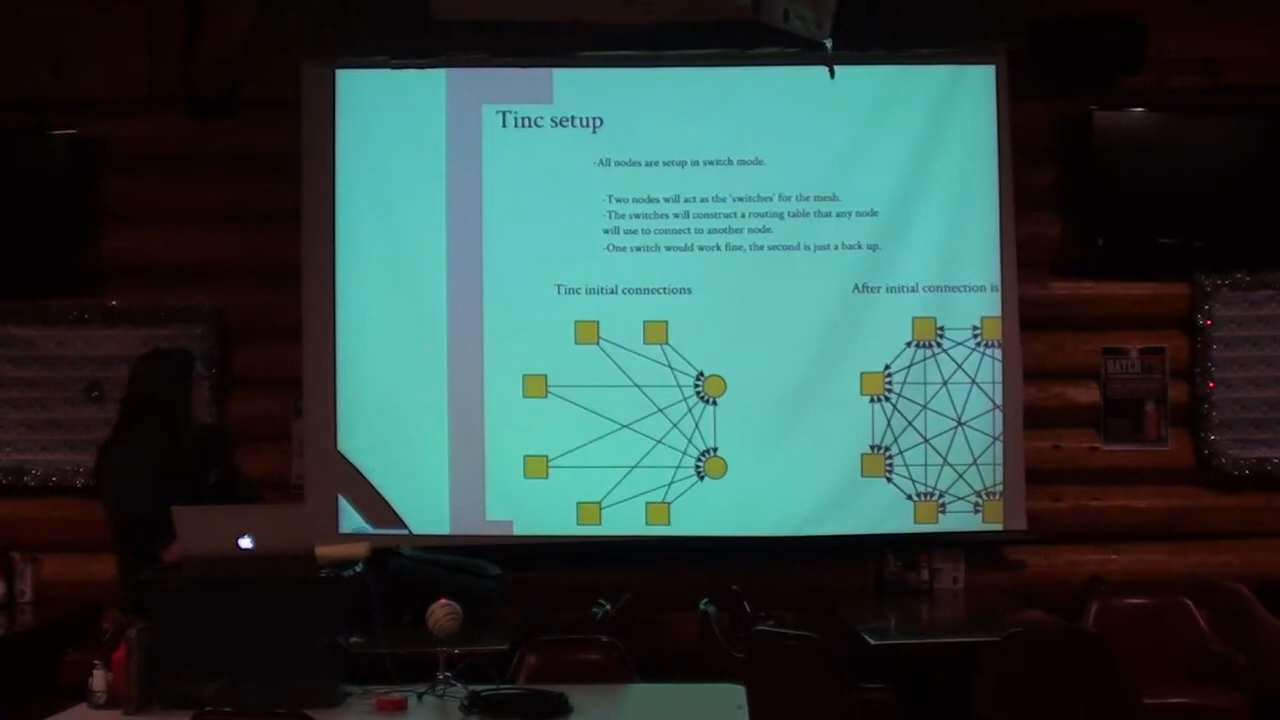 Tinc setup
-All nodes are setup in switch mode.
-Two nodes will act as the 'switches' for the mesh.
-The switches will construct a routing table that any node
will use to connect to another node.
-One switch would work fine, the second is just a back up.
Tinc initial connections
After initial connection is